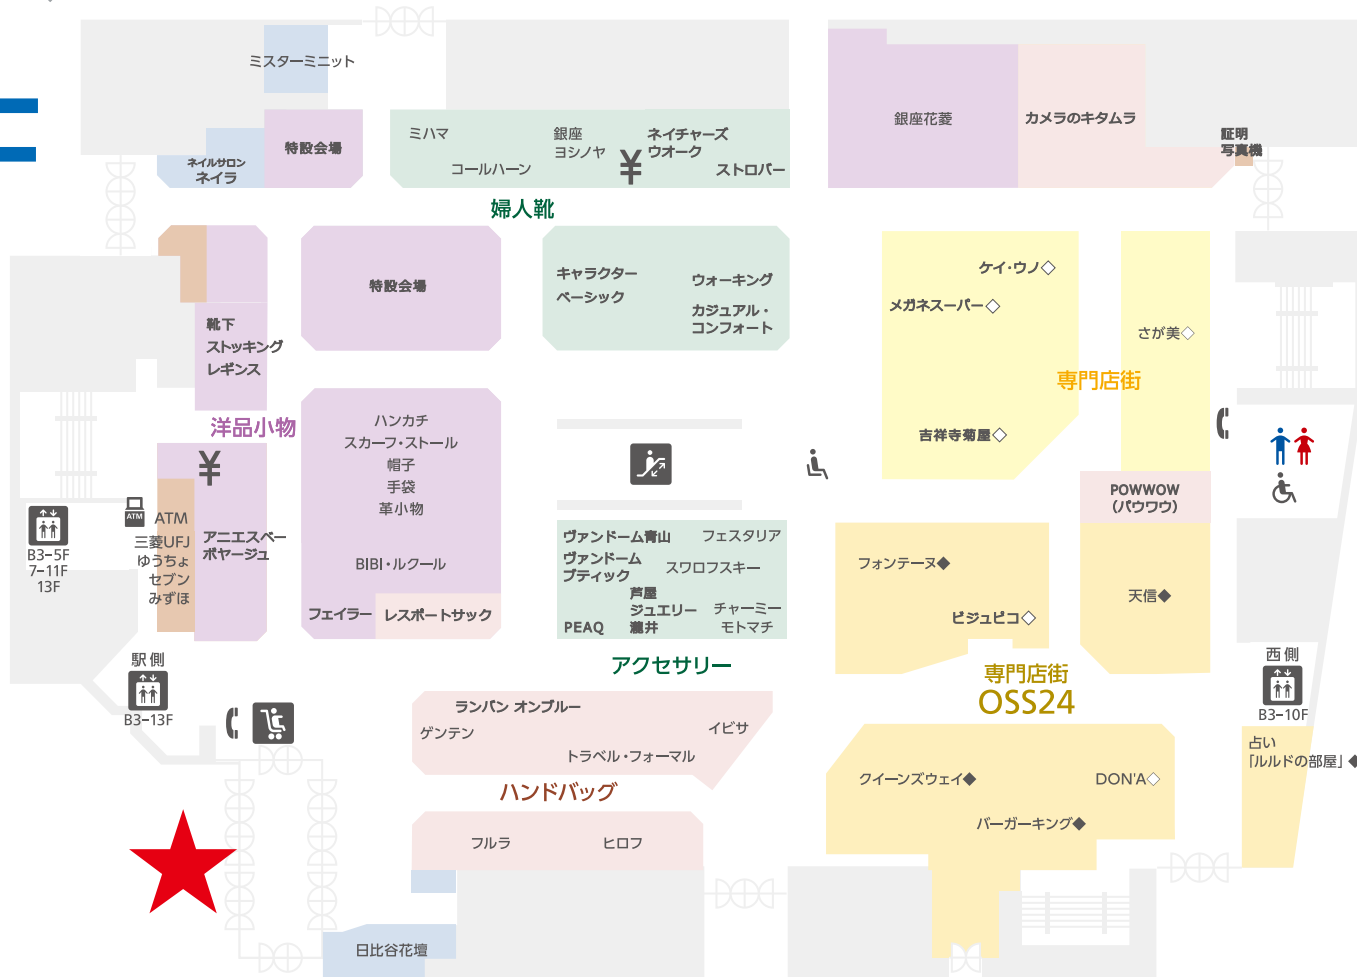 ミスターミニット
ネイルサロン
ネイラ
特設会場
ミハマ
コールハーン
銀座
ヨシノヤ
¥
ネイチャーズ
ウオーク
ストロバー
婦人靴
銀座花菱
カメラのキタムラ
証明
写真機
靴下
ストッキング
レギンス
特設会場
キャラクター
ベーシック
ウォーキング
カジュアル・
コンフォート
ケイ・ウノ◇
メガネスーパー◇
吉祥寺菊屋◇
さが美◇
専門店街
洋品小物
¥
ハンカチ
スカーフ・ストール
帽子
手袋
革小物
BIBI・ルクール
フェイラー
レスポートサック
ATM
ATM
三菱UFJ
ゆうちょ
セブン
みずほ
アニエスベー
ボヤージュ
B3-5F
7-11F
13F
駅側
B3-13F
ヴァンドーム青山
ヴァンドーム
ブティック
PEAQ
芦屋
ジュエリー
瀧井
フェスタリア
スワロフスキー
チャーミー
モトマチ
アクセサリー
POWWOW
(パウワウ)
フォンテーヌ◆
ビジュピコ◇
天信◆
専門店街
OSS24
西側
B3-10F
占い
「ルルドの部屋」◆
ランバン オンブルー
ゲンテン
トラベル・フォーマル
イビサ
ハンドバッグ
フルラ
ヒロフ
クイーンズウェイ◆
DON'A◇
バーガーキング◆
日比谷花壇